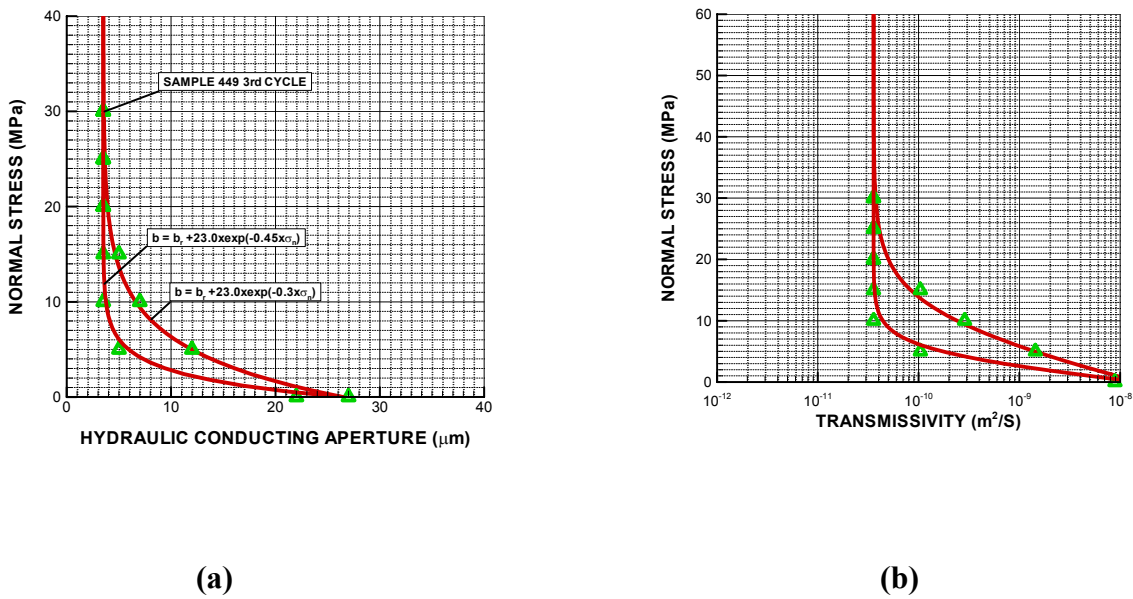 40
30
20
10
0
NORMAL STRESS (MPa)
SAMPLE 449 3rd CYCLE
b = bᵣ +23.0xexp(-0.45xσₙ)
b = bᵣ +23.0xexp(-0.3xσₙ)
0 10 20 30 40
HYDRAULIC CONDUCTING APERTURE (μm)
(a)
60
50
40
30
20
10
0
NORMAL STRESS (MPa)
10⁻¹² 10⁻¹¹ 10⁻¹⁰ 10⁻⁹ 10⁻⁸
TRANSMISSIVITY (m²/S)
(b)